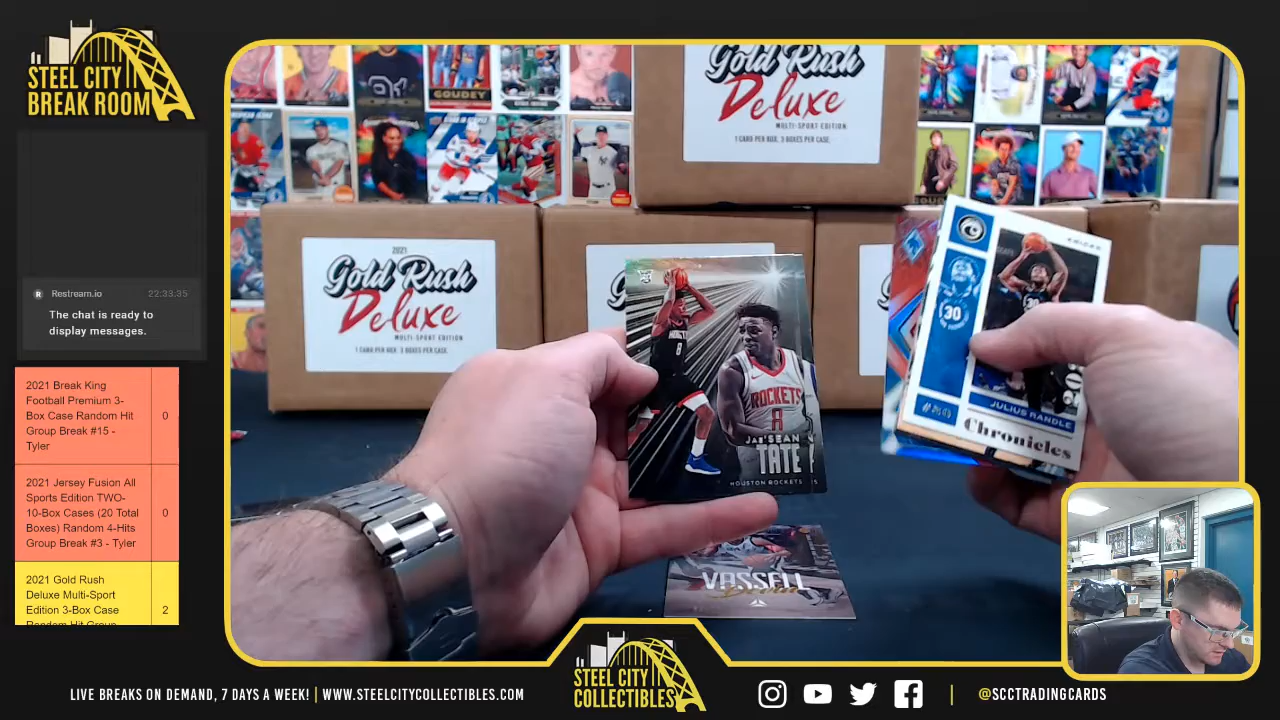 STEEL CITY
BREAK ROOM
Restream.io 22:33.35
The chat is ready to
display messages.
2021 Break King
Football Premium 3-
Box Case Random Hit
Group Break #15 -
Tyler
0
2021 Jersey Fusion All
Sports Edition TWO-
10-Box Cases (20 Total
Boxes) Random 4-Hits
Group Break #3 - Tyler
0
2021 Gold Rush
Deluxe Multi-Sport
Edition 3-Box Case
Random Hit Group
2
GOUDEY
Gold Rush
Deluxe
MULTI-SPORT EDITION
1 CARD PER BOX. 3 BOXES PER CASE.
2021
Gold Rush
Deluxe
MULTI-SPORT EDITION
1 CARD PER BOX. 3 BOXES PER CASE.
ROCKETS
8
JAE'SEAN
TATE
HOUSTON ROCKETS
30
JULIUS RANDLE
Chronicles
VASSELL
Devin
STEEL CITY
COLLECTIBLES
LIVE BREAKS ON DEMAND, 7 DAYS A WEEK! | WWW.STEELCITYCOLLECTIBLES.COM
| @SCCTRADINGCARDS